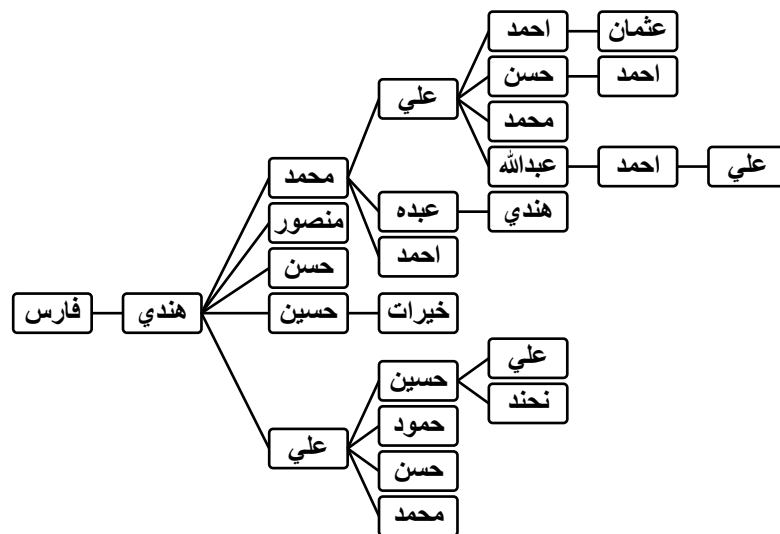 فارس
هندي
محمد
علي
احمد
عثمان
حسن
احمد
محمد
عبدالله
احمد
علي
عبده
هندي
احمد
منصور
حسن
حسين
خيرات
علي
حسين
علي
نحند
حمود
حسن
محمد